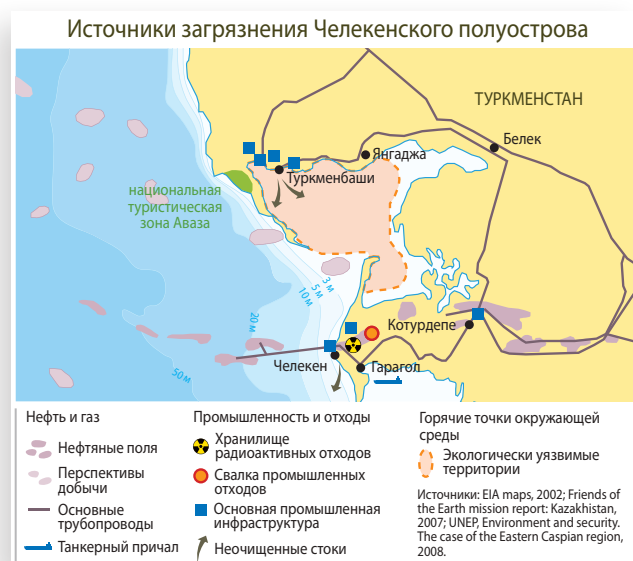 Источники загрязнения Челекенского полуострова
ТУРКМЕНСТАН
Белек
Янгаджа
Туркменбаши
национальная
туристическая
зона Аваза
3 м
5 м
10 м
20 м
50 м
Котурдепе
Челекен
Гарагол
Нефть и газ
Нефтяные поля
Перспективы
добычи
Основные
трубопроводы
Танкерный причал
Промышленность и отходы
Хранилище
радиоактивных отходов
Свалка промышленных
отходов
Основная промышленная
инфраструктура
Неочищенные стоки
Горячие точки окружающей
среды
Экологически уязвимые
территории
Источники: EIA maps, 2002; Friends of
the Earth mission report: Kazakhstan,
2007; UNEP, Environment and security.
The case of the Eastern Caspian region,
2008.